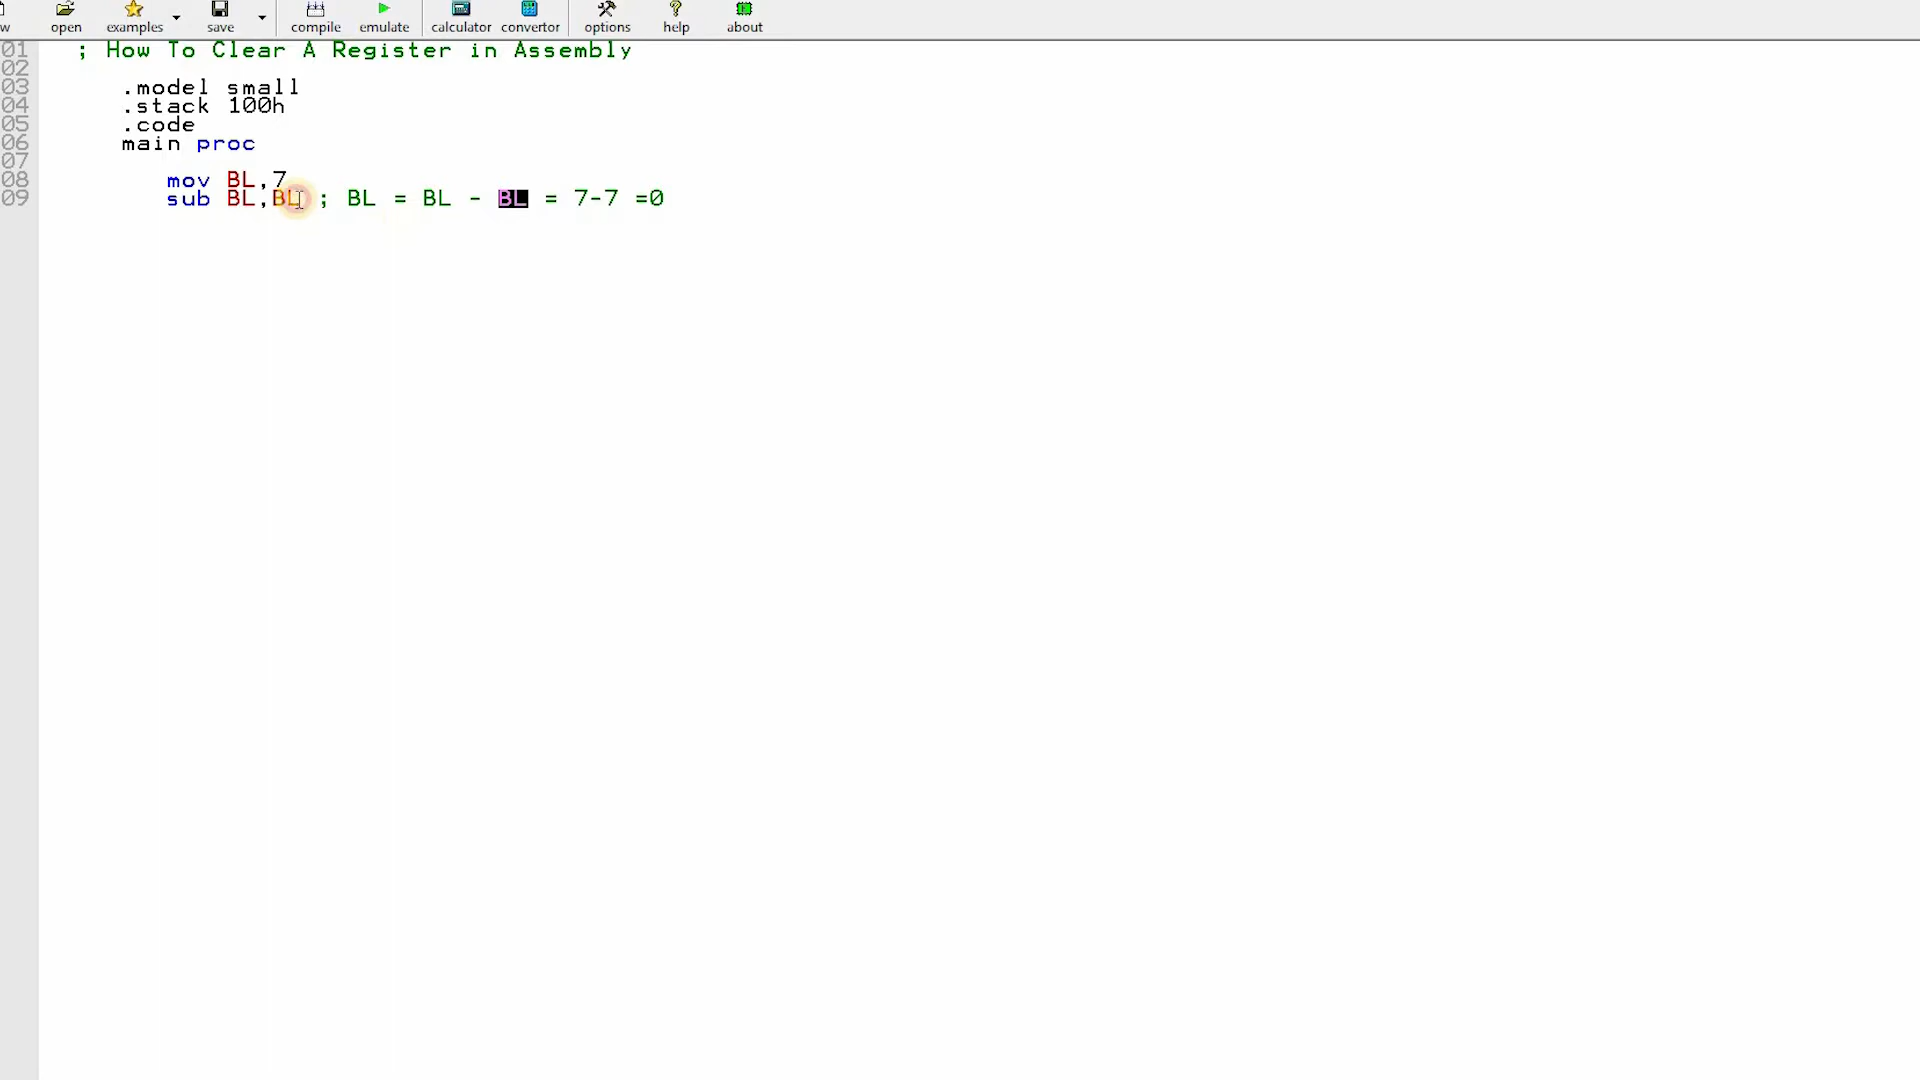 w open examples save compile emulate calculator convertor options help about
01 ; How To Clear A Register in Assembly
02
03 .model small
04 .stack 100h
05 .code
06 main proc
07
08 mov BL,7
09 sub BL,BL ; BL = BL - BL = 7-7 =0